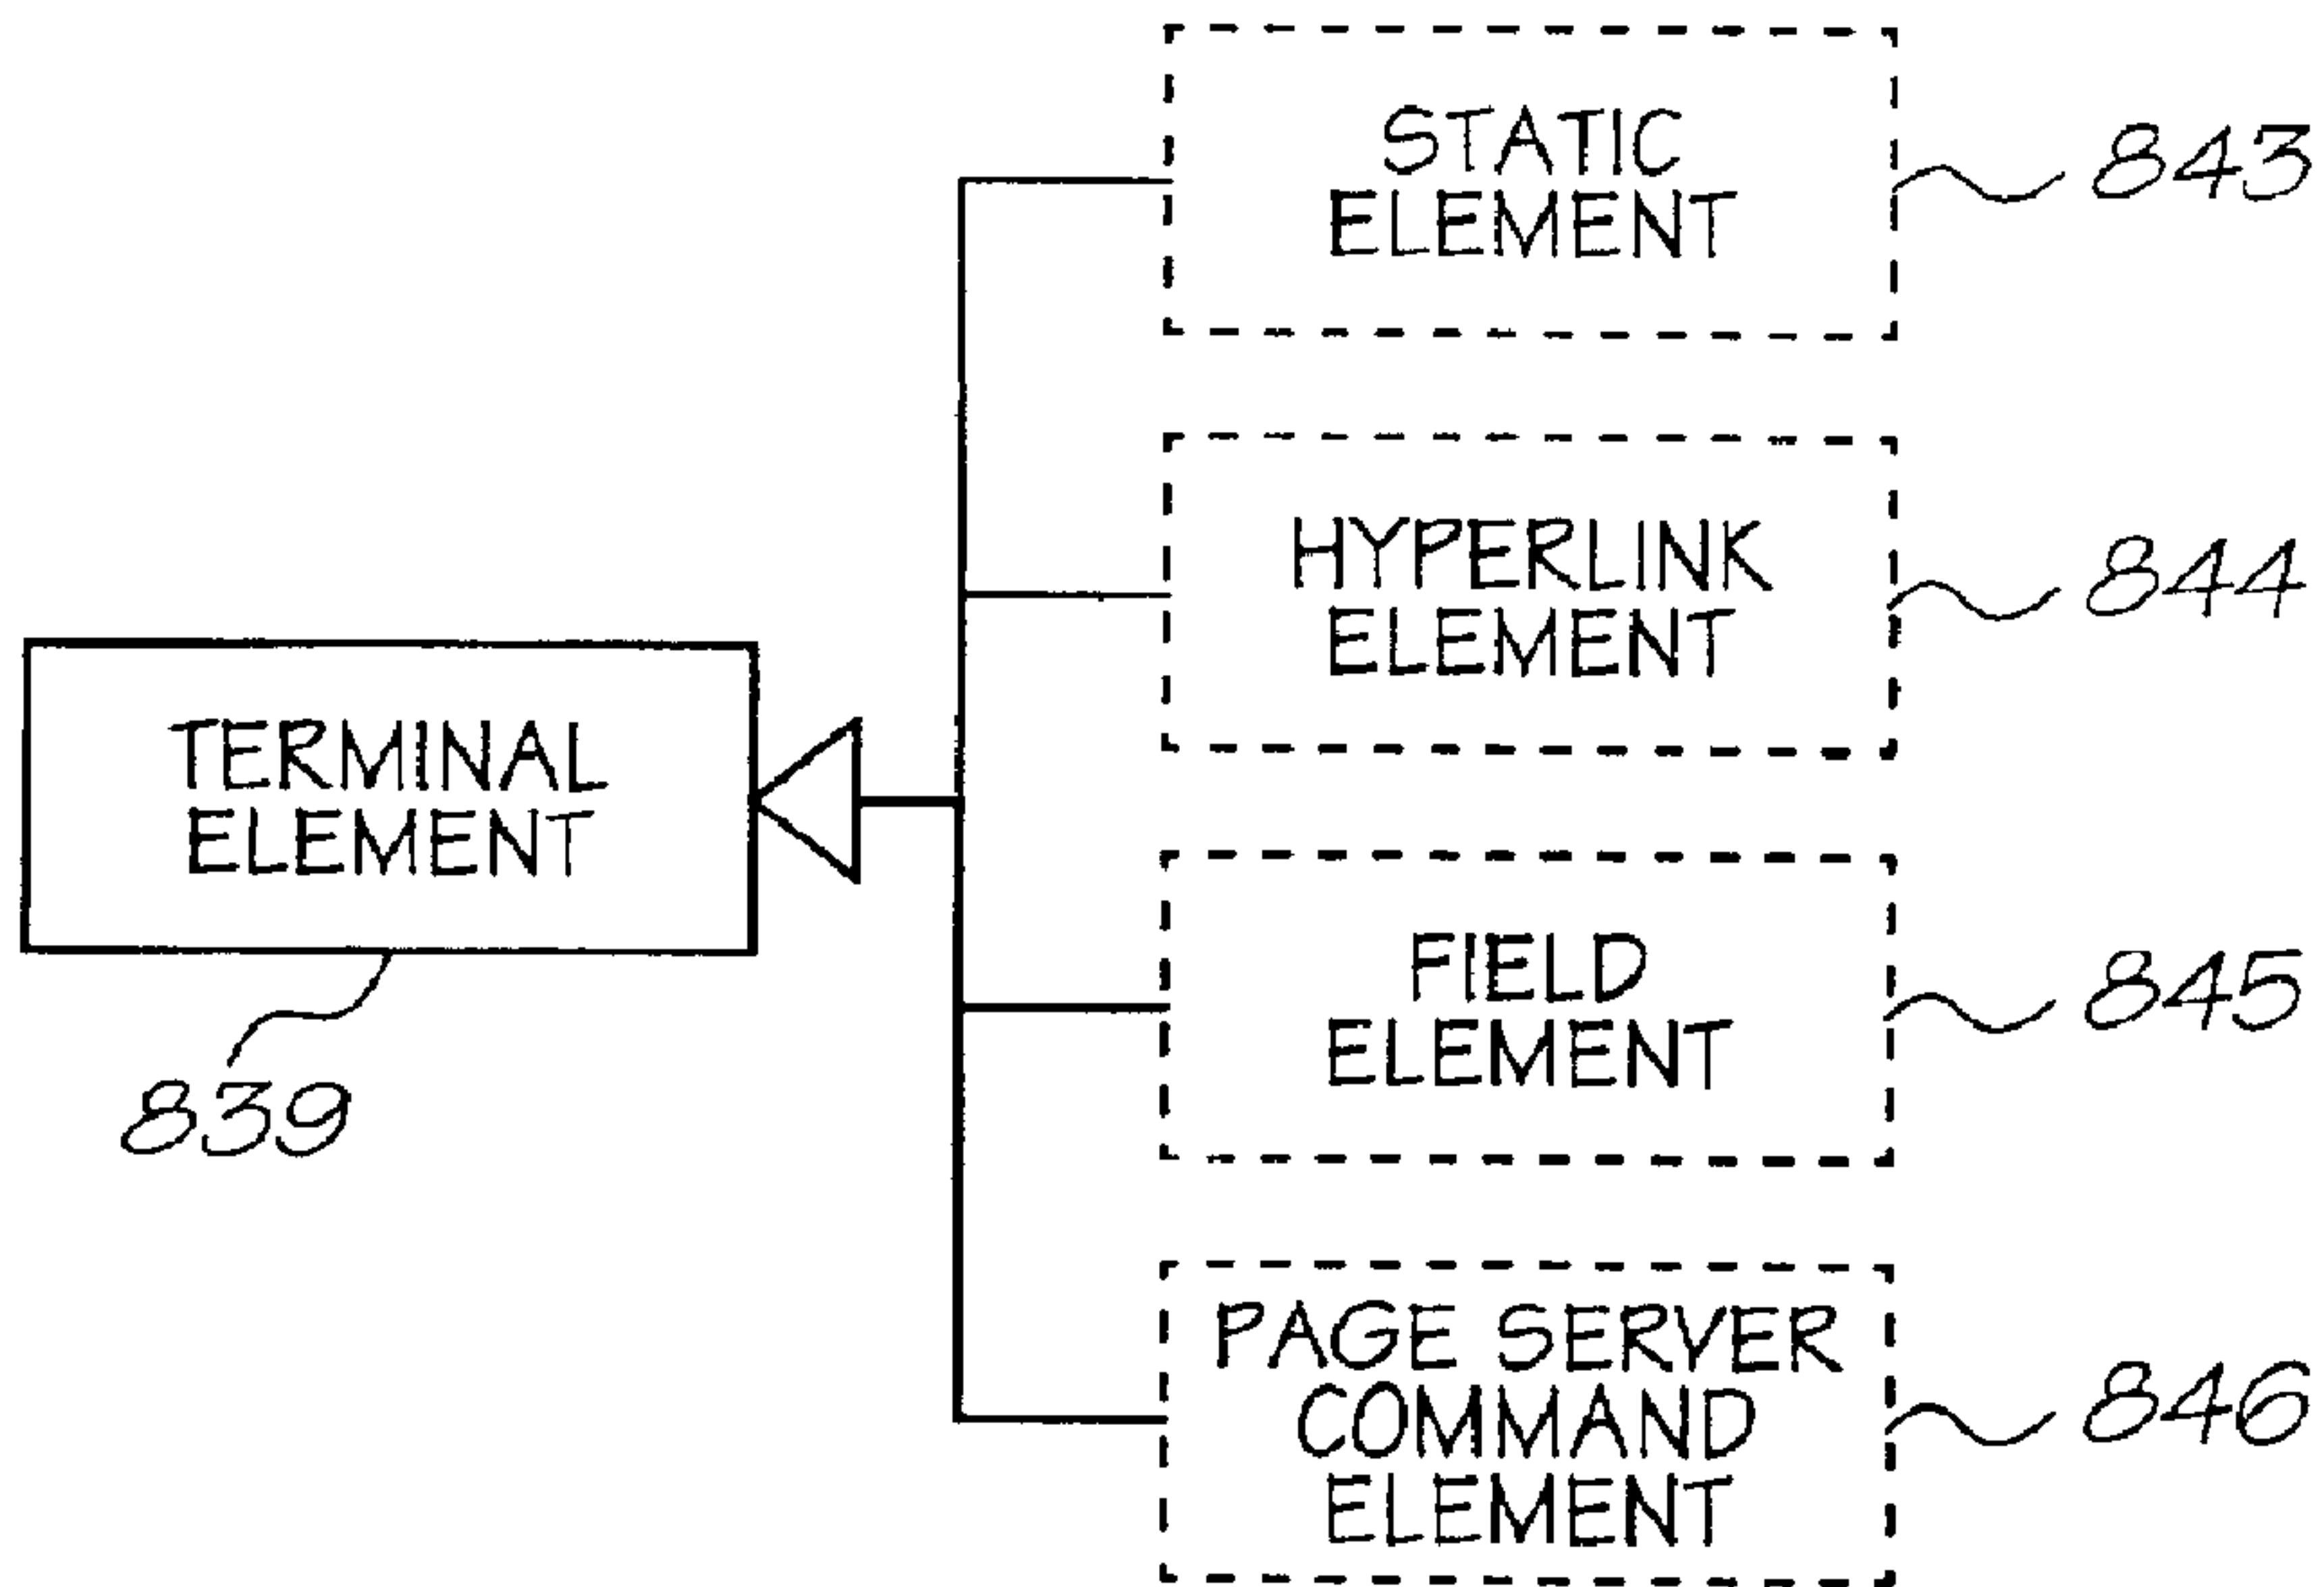 STATIC
ELEMENT
843
HYPERLINK
ELEMENT
844
TERMINAL
ELEMENT
839
FIELD
ELEMENT
845
PAGE SERVER
COMMAND
ELEMENT
846